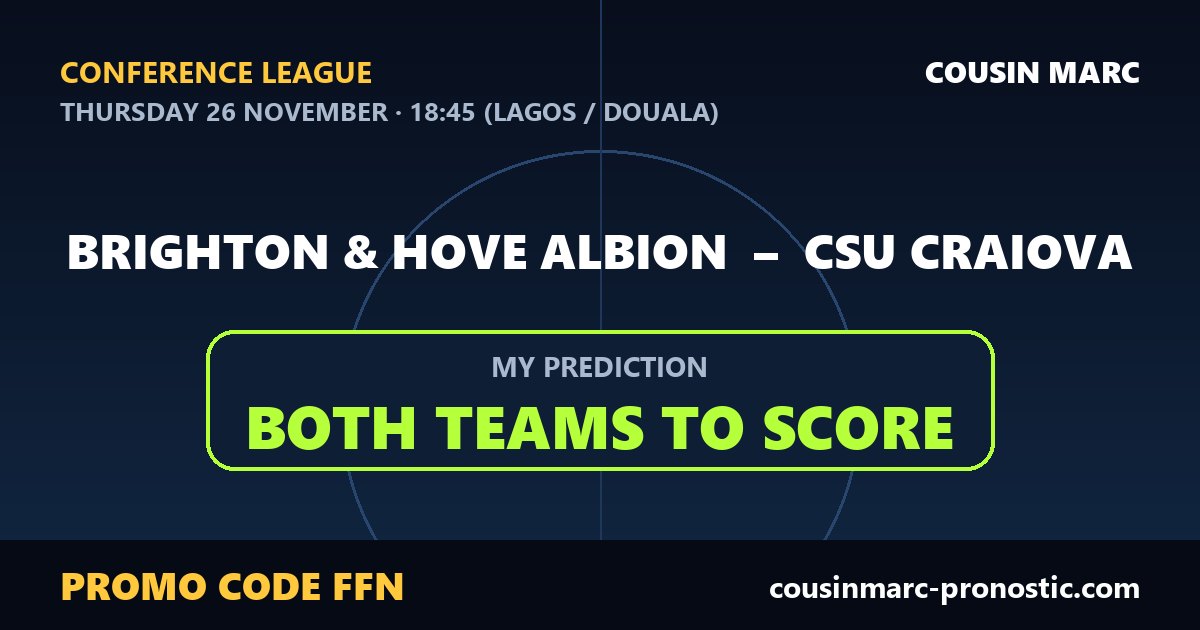 CONFERENCE LEAGUE
COUSIN MARC
THURSDAY 26 NOVEMBER · 18:45 (LAGOS / DOUALA)
BRIGHTON & HOVE ALBION – CSU CRAIOVA
MY PREDICTION
BOTH TEAMS TO SCORE
PROMO CODE FFN
cousinmarc-pronostic.com